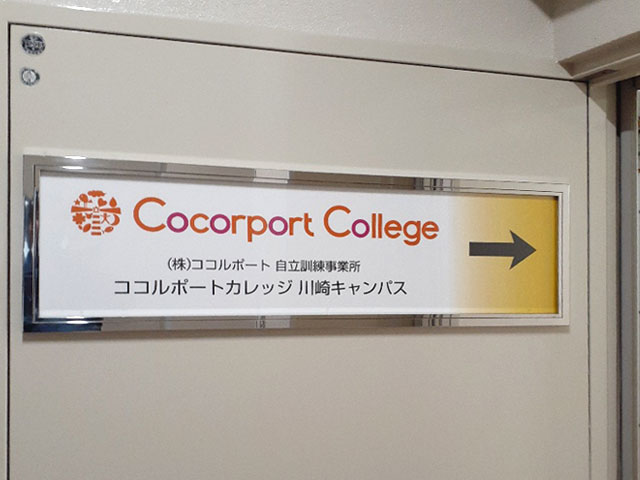 Cocorport College
(株)ココルポート 自立訓練事業所
ココルポートカレッジ 川崎キャンパス